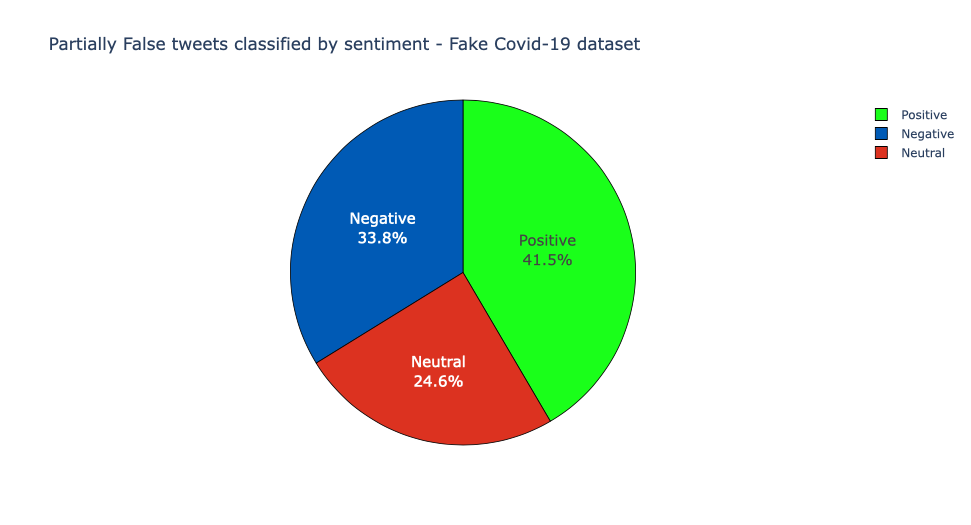 Partially False tweets classified by sentiment - Fake Covid-19 dataset
Positive
Negative
Neutral
Negative
33.8%
Positive
41.5%
Neutral
24.6%